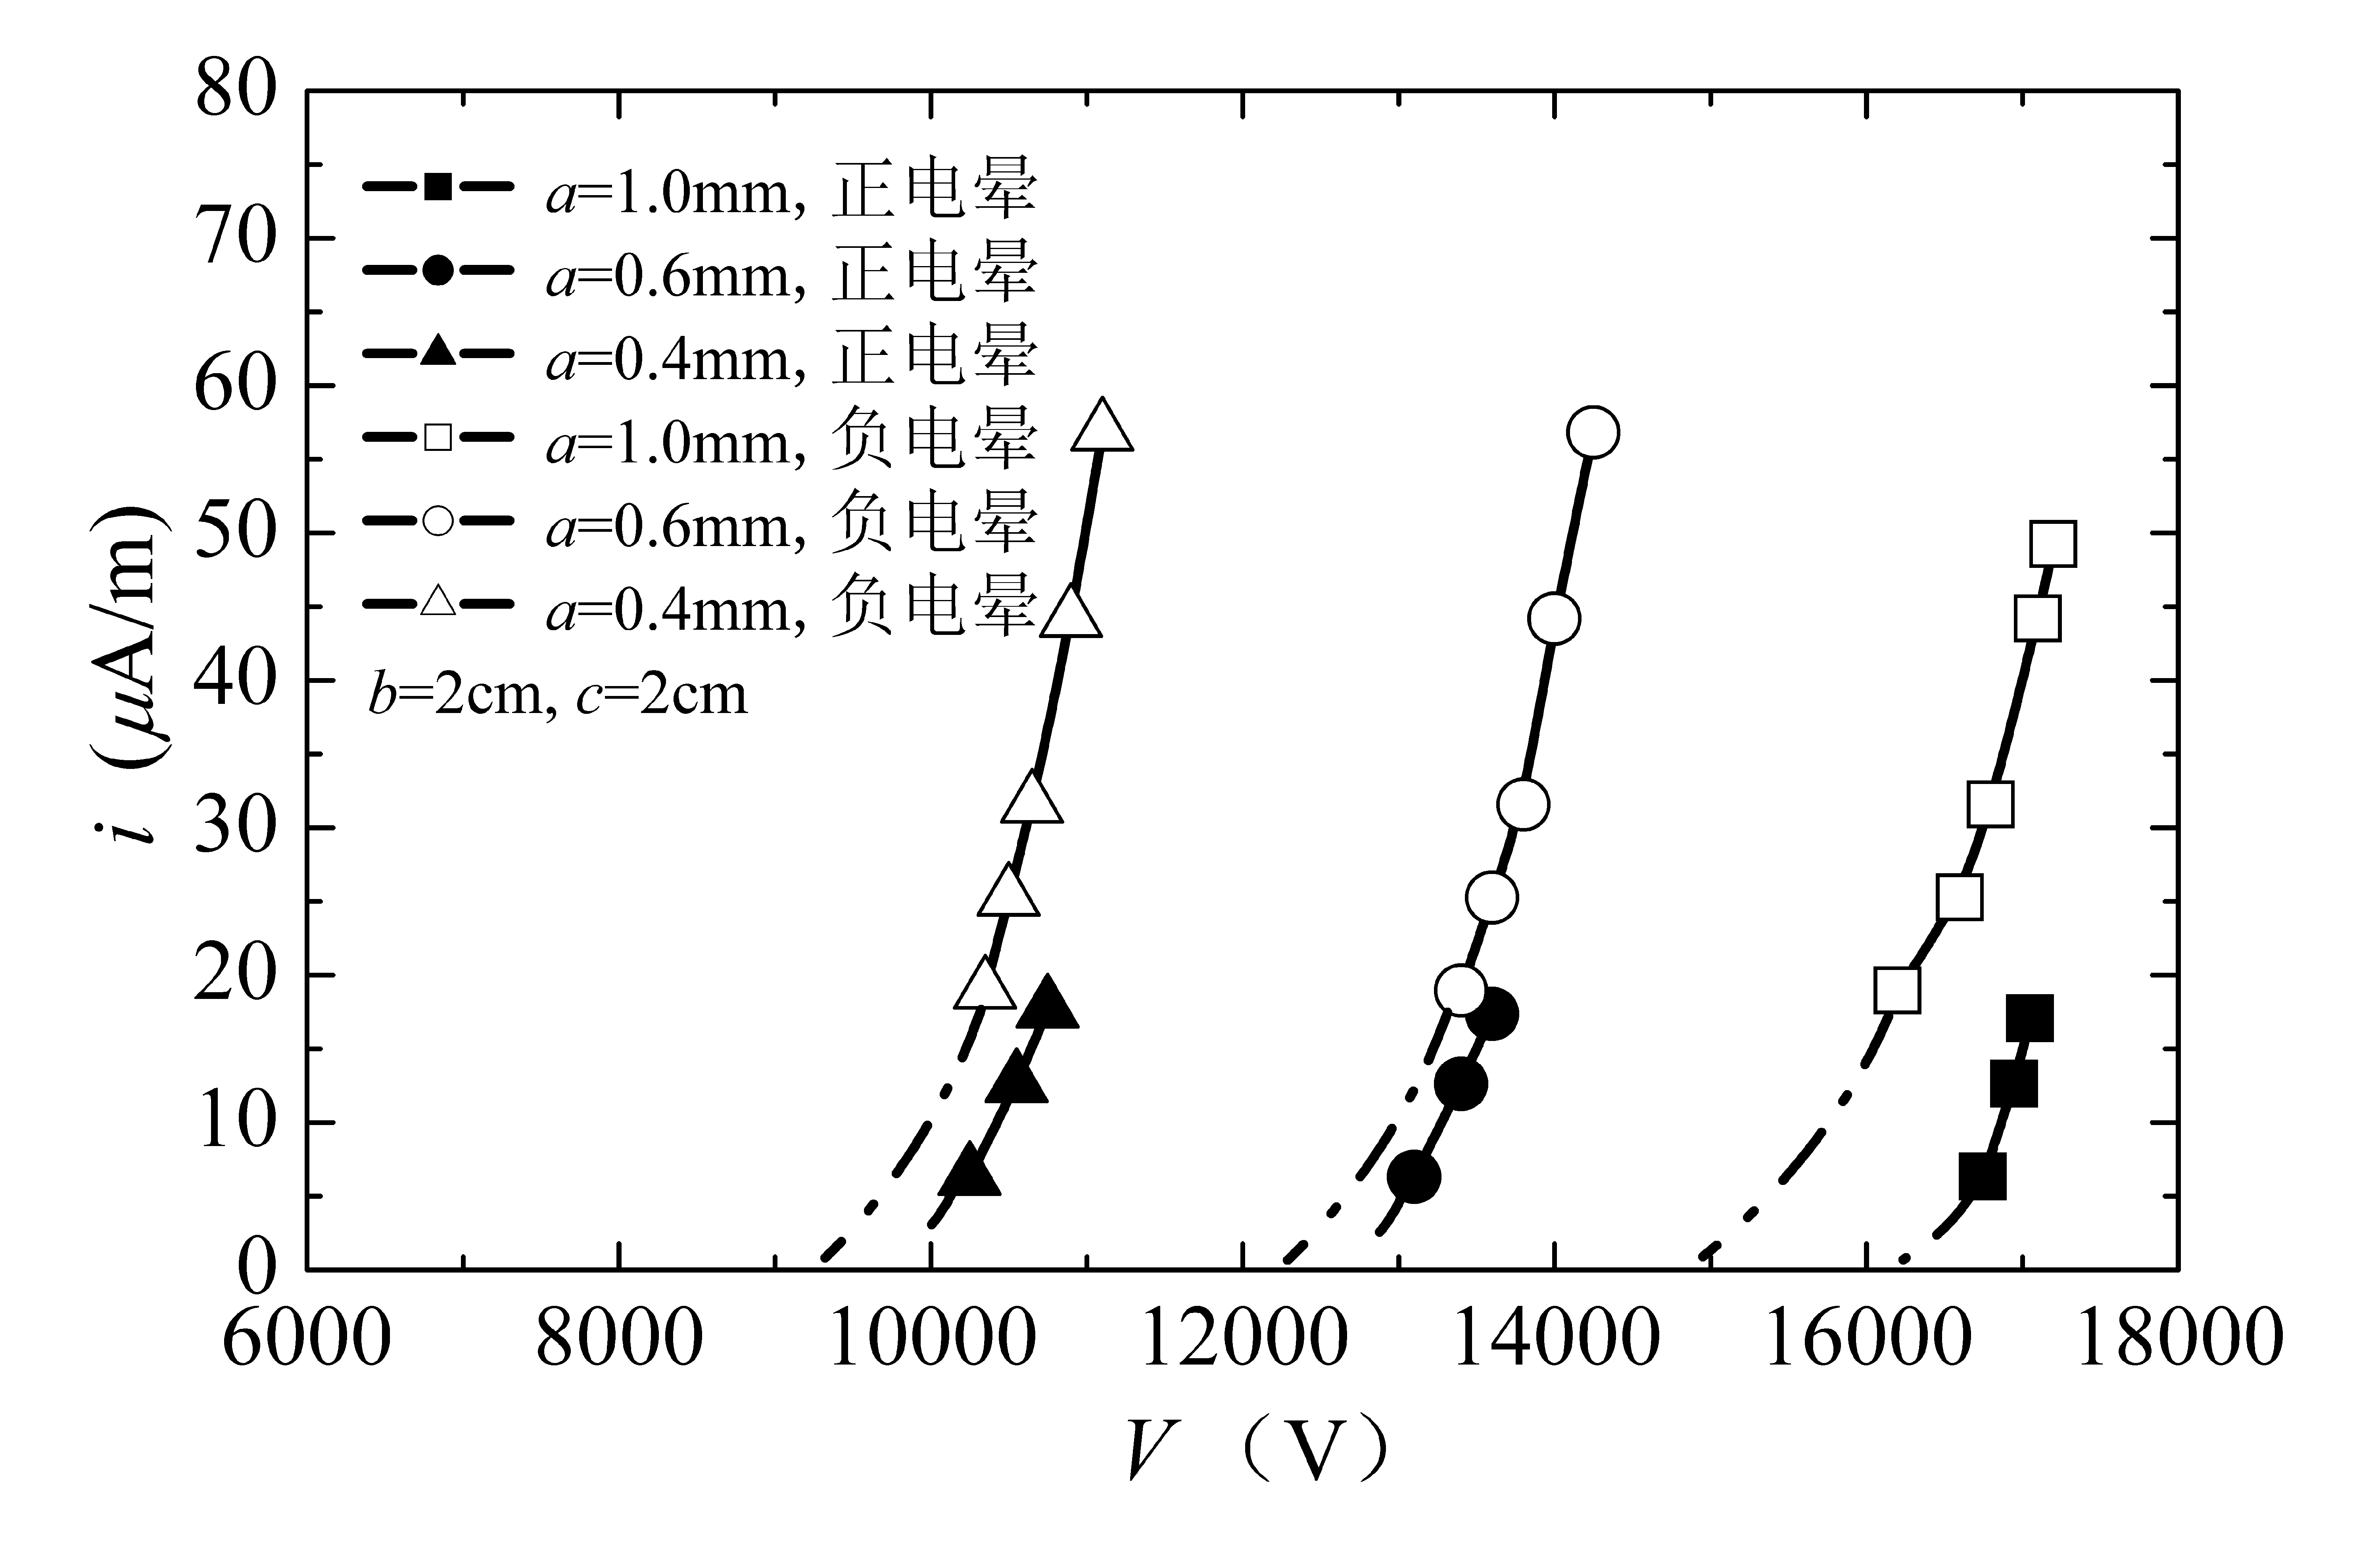 80
70
60
50
40
30
20
10
0
i (μA/m)
a=1.0mm, 正电晕
a=0.6mm, 正电晕
a=0.4mm, 正电晕
a=1.0mm, 负电晕
a=0.6mm, 负电晕
a=0.4mm, 负电晕
b=2cm, c=2cm
6000 8000 10000 12000 14000 16000 18000
V（V）